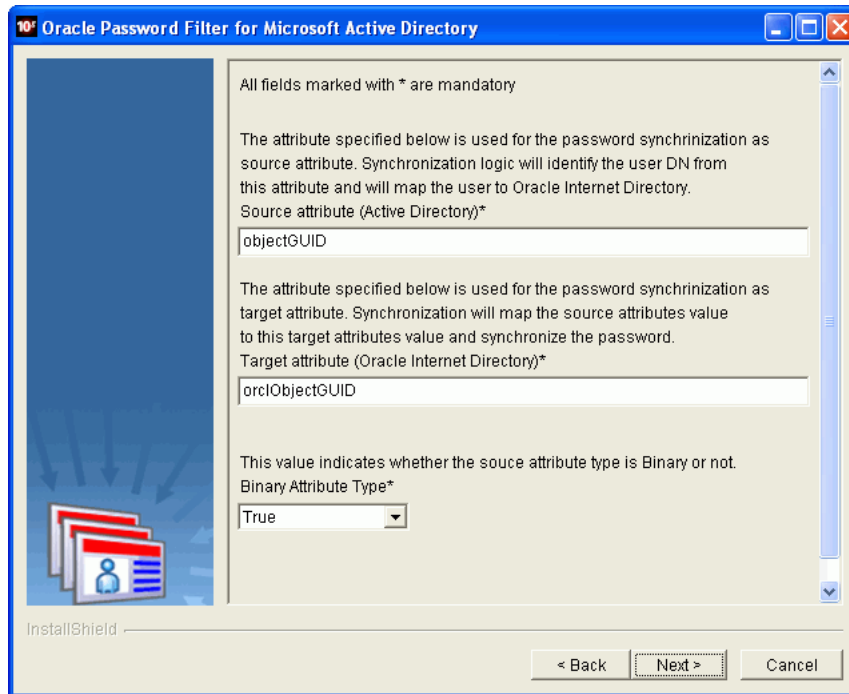 10g Oracle Password Filter for Microsoft Active Directory
All fields marked with * are mandatory
The attribute specified below is used for the password synchrinization as
source attribute. Synchronization logic will identify the user DN from
this attribute and will map the user to Oracle Internet Directory.
Source attribute (Active Directory)*
objectGUID
The attribute specified below is used for the password synchrinization as
target attribute. Synchronization will map the source attributes value
to this target attributes value and synchronize the password.
Target attribute (Oracle Internet Directory)*
orclObjectGUID
This value indicates whether the souce attribute type is Binary or not.
Binary Attribute Type*
True
InstallShield
< Back
Next >
Cancel